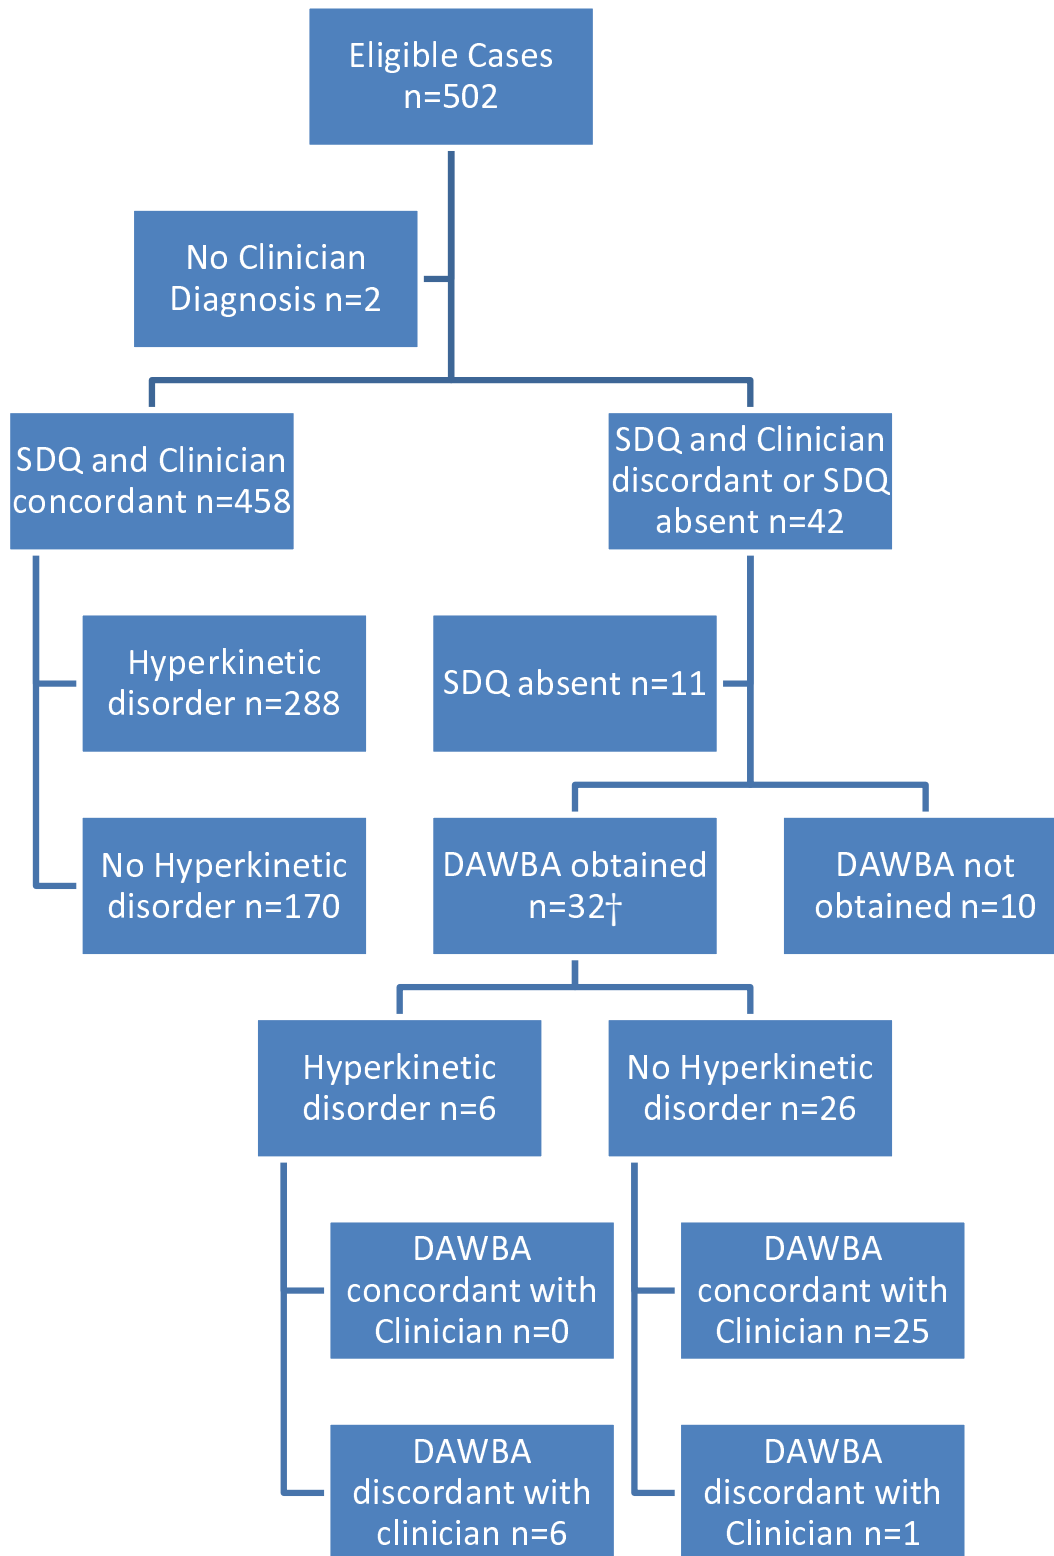 Eligible Cases
n=502
No Clinician
Diagnosis n=2
SDQ and Clinician
concordant n=458
SDQ and Clinician
discordant or SDQ
absent n=42
Hyperkinetic
disorder n=288
SDQ absent n=11
No Hyperkinetic
disorder n=170
DAWBA obtained
n=32†
DAWBA not
obtained n=10
Hyperkinetic
disorder n=6
No Hyperkinetic
disorder n=26
DAWBA
concordant with
Clinician n=0
DAWBA
concordant with
Clinician n=25
DAWBA
discordant with
clinician n=6
DAWBA
discordant with
Clinician n=1